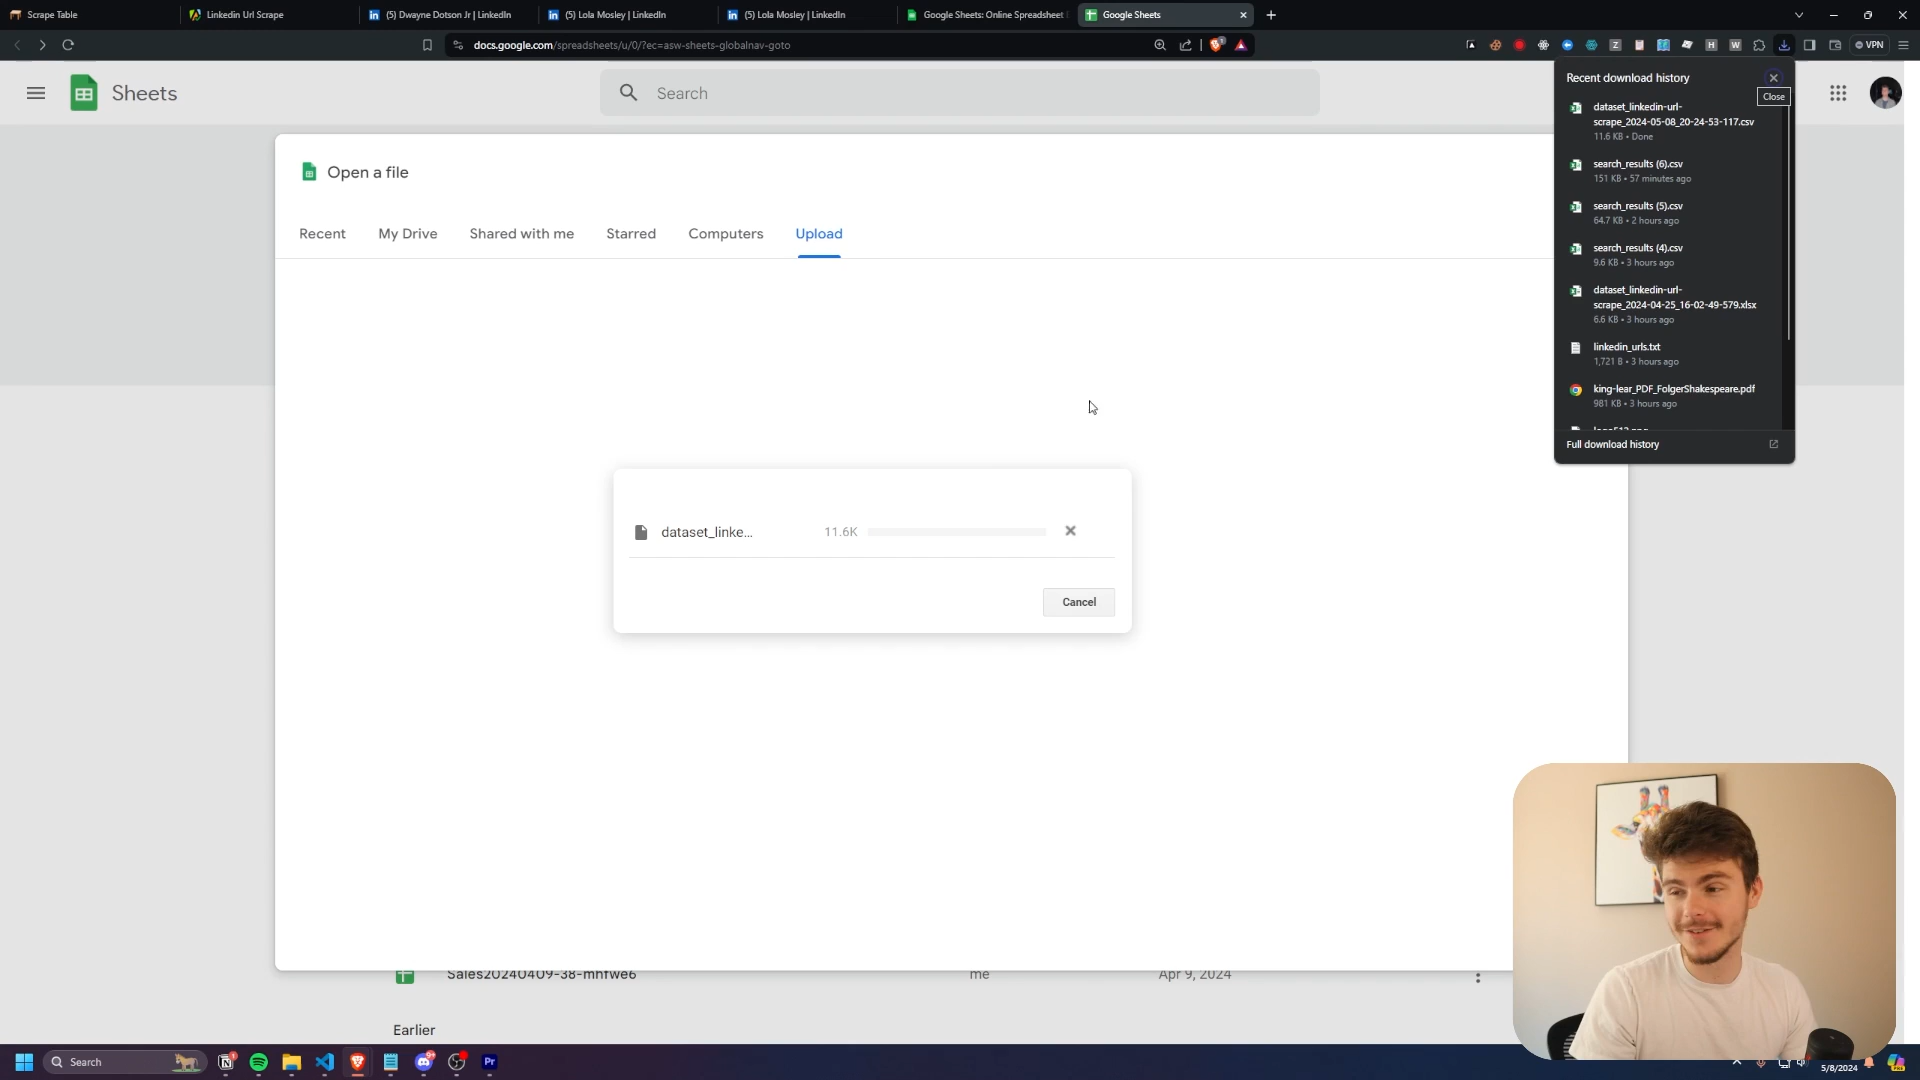 Scrape Table
Linkedin Url Scrape
(5) Dwayne Dotson Jr | LinkedIn
(5) Lola Mosley | LinkedIn
(5) Lola Mosley | LinkedIn
Google Sheets: Online Spreadsheet
Google Sheets
docs.google.com/spreadsheets/u/0/?ec=asw-sheets-globalnav-goto
VPN
Sheets
Search
Recent download history
Close
dataset_linkedin-url-
scrape_2024-05-08_20-24-53-117.csv
11.6 KB • Done
search_results (6).csv
151 KB • 57 minutes ago
search_results (5).csv
64.7 KB • 2 hours ago
search_results (4).csv
9.6 KB • 3 hours ago
dataset_linkedin-url-
scrape_2024-04-25_16-02-49-579.xlsx
6.6 KB • 3 hours ago
linkedin_urls.txt
1,721 B • 3 hours ago
king-lear_PDF_FolgerShakespeare.pdf
981 KB • 3 hours ago
Full download history
Open a file
Recent
My Drive
Shared with me
Starred
Computers
Upload
dataset_linke...
11.6K
Cancel
Sales20240409-38-mhfwe6
me
Apr 9, 2024
Earlier
Search
Pr
5/8/2024